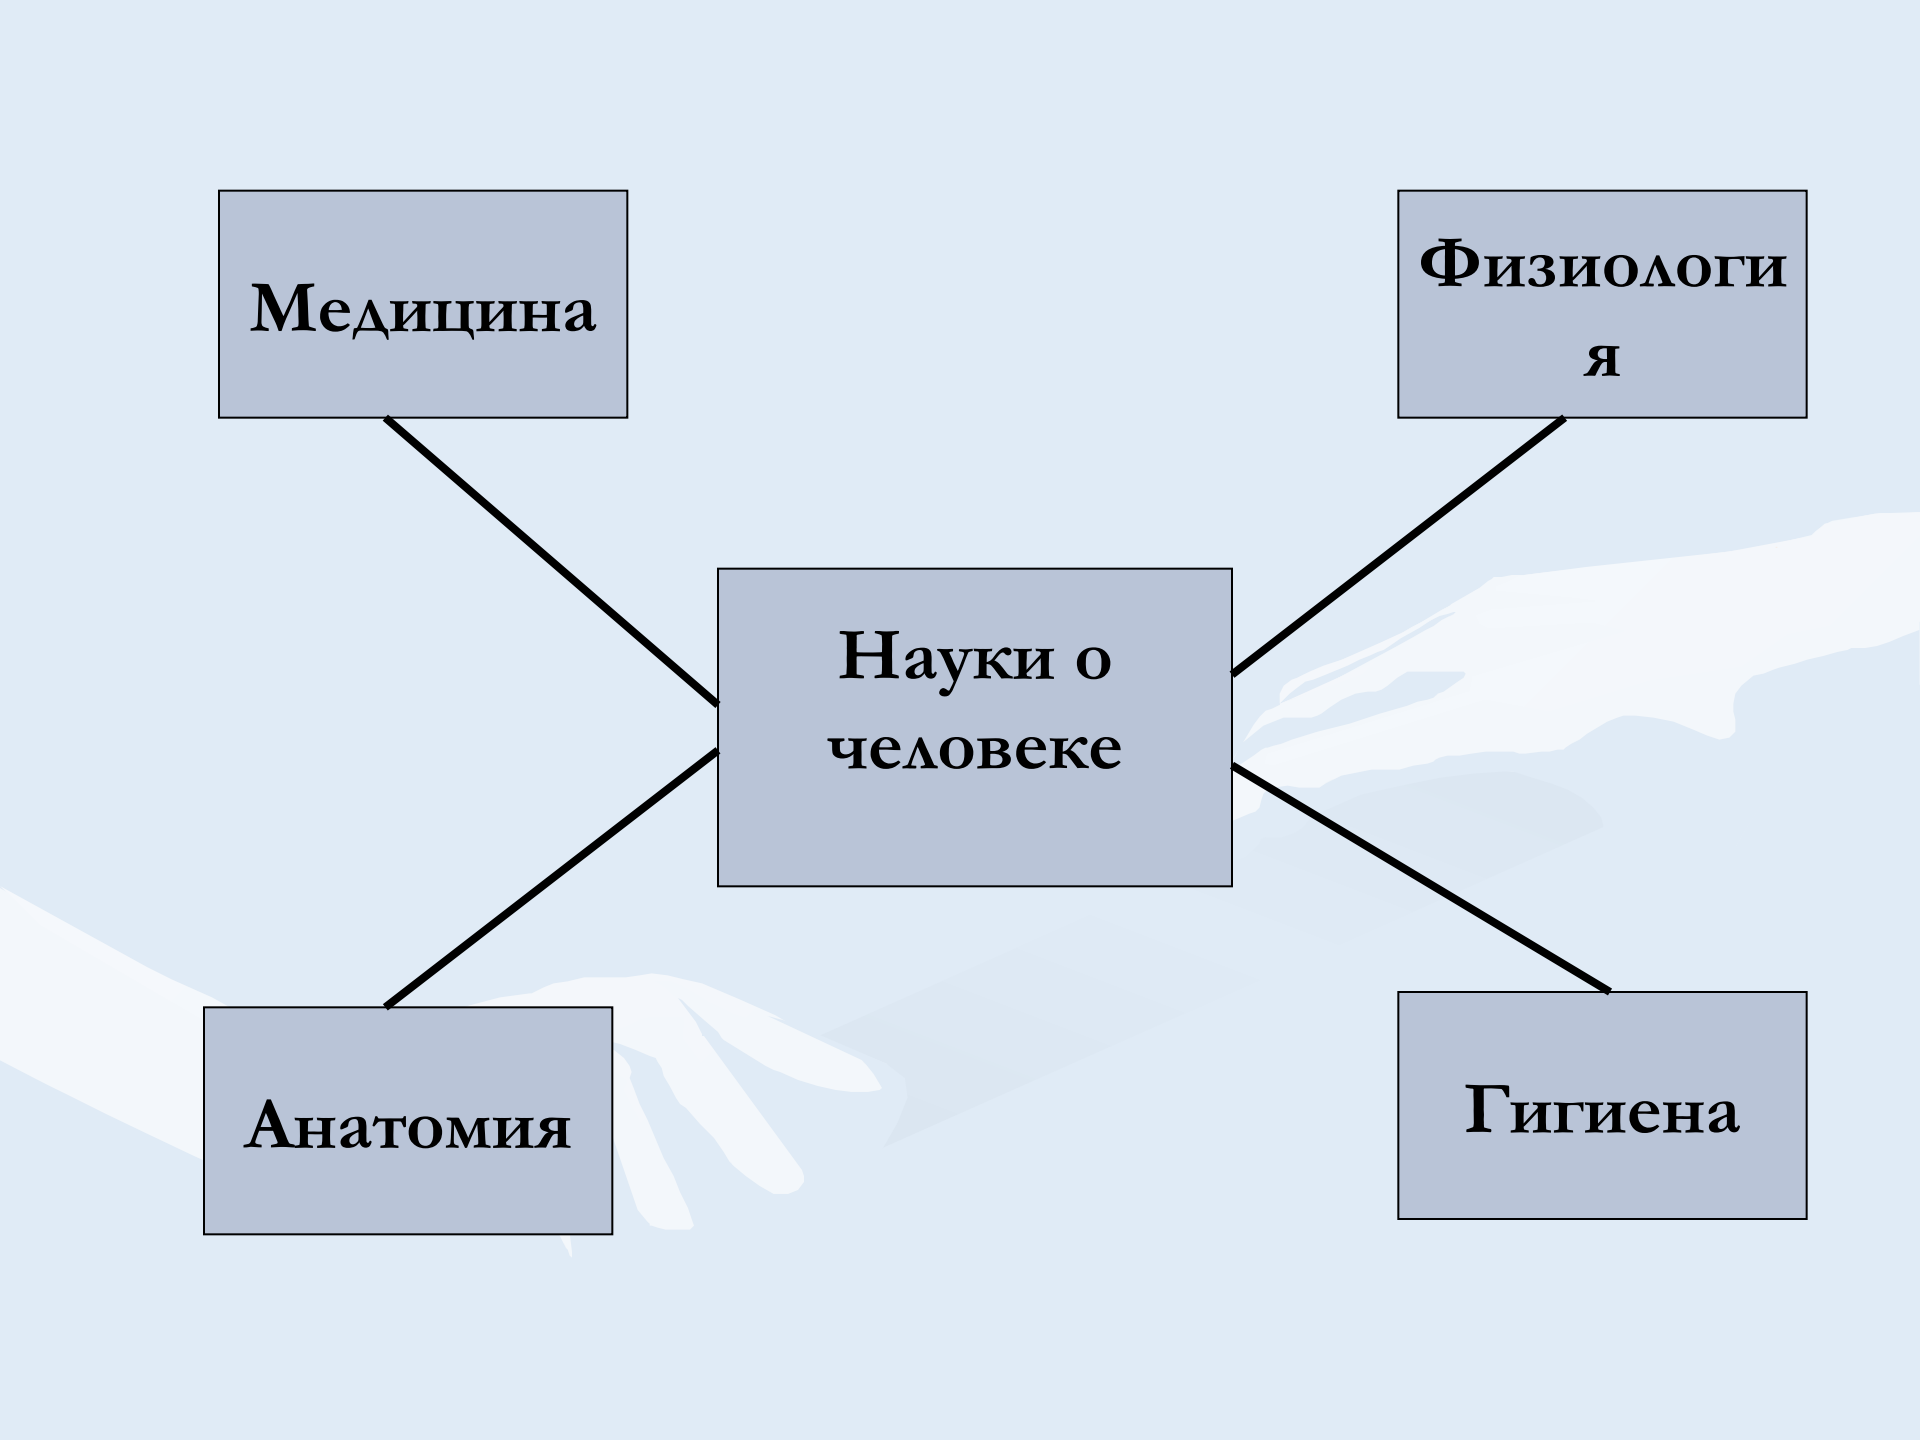 Медицина
Физиологи
я
Науки о
человеке
Анатомия
Гигиена